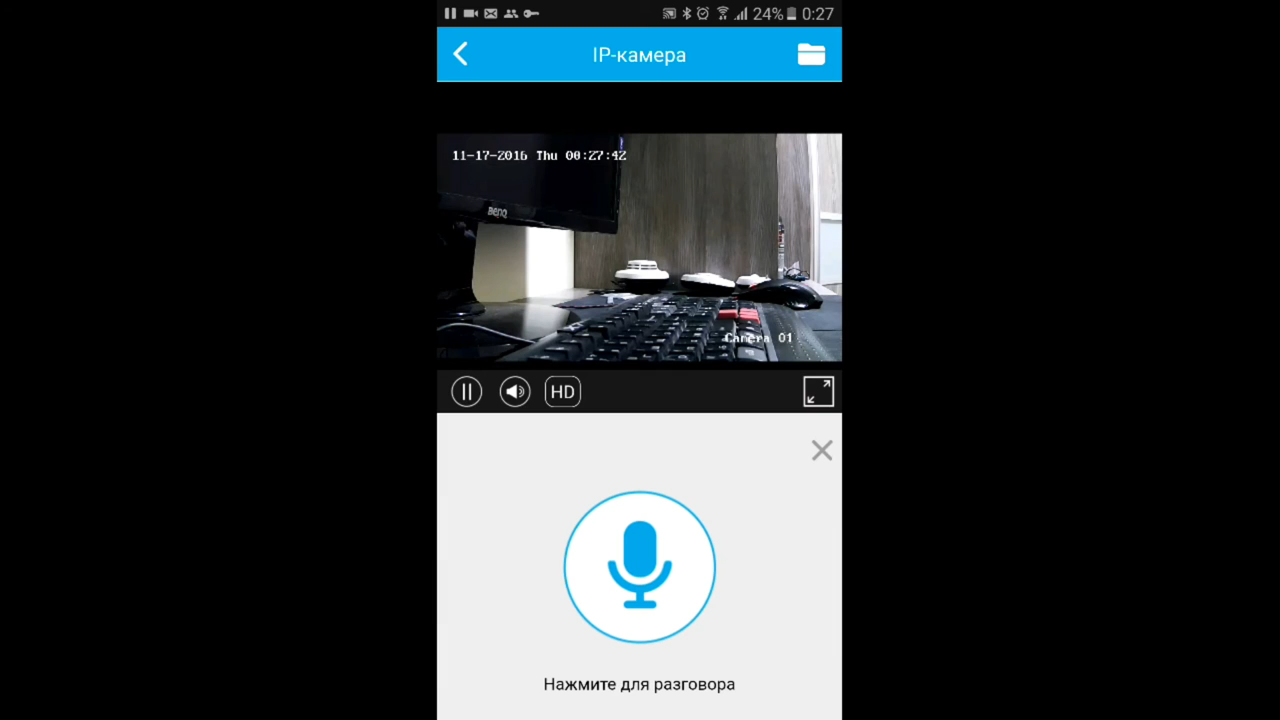 24% 0:27
IP-камера
11-17-2016 Thu 00:27:42
BenQ
Camera 01
HD
Нажмите для разговора